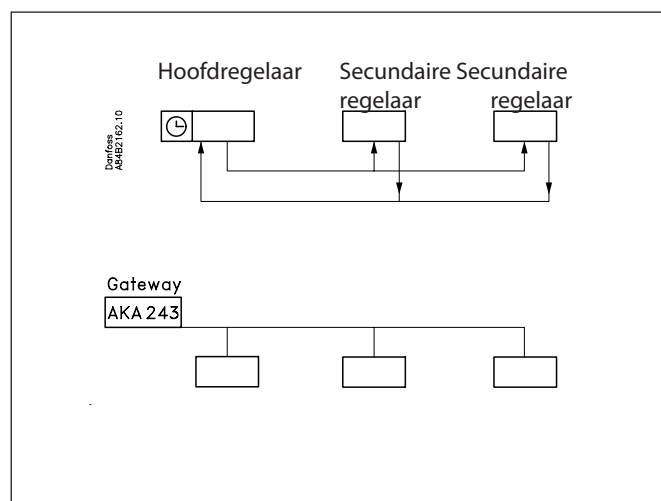 Hoofdregelaar
Secundaire Secundaire
regelaar regelaar
Danfoss
A84B2162.10
Gateway
AKA 243